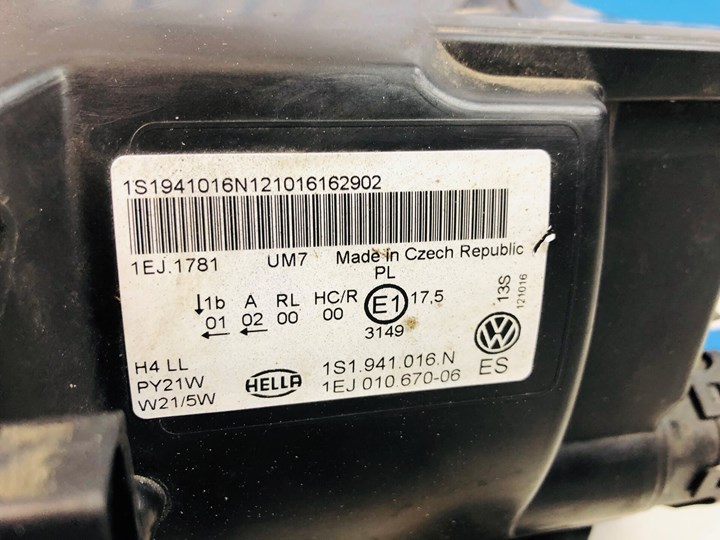 1S1941016N121016162902
1EJ.1781 UM7 Made in Czech Republic
PL
1b A RL HC/R E1 17,5
01 02 00 00
3149
13S
121016
H4 LL
PY21W
W21/5W
HELLA
1S1.941.016.N
1EJ 010.670-06
VW
ES